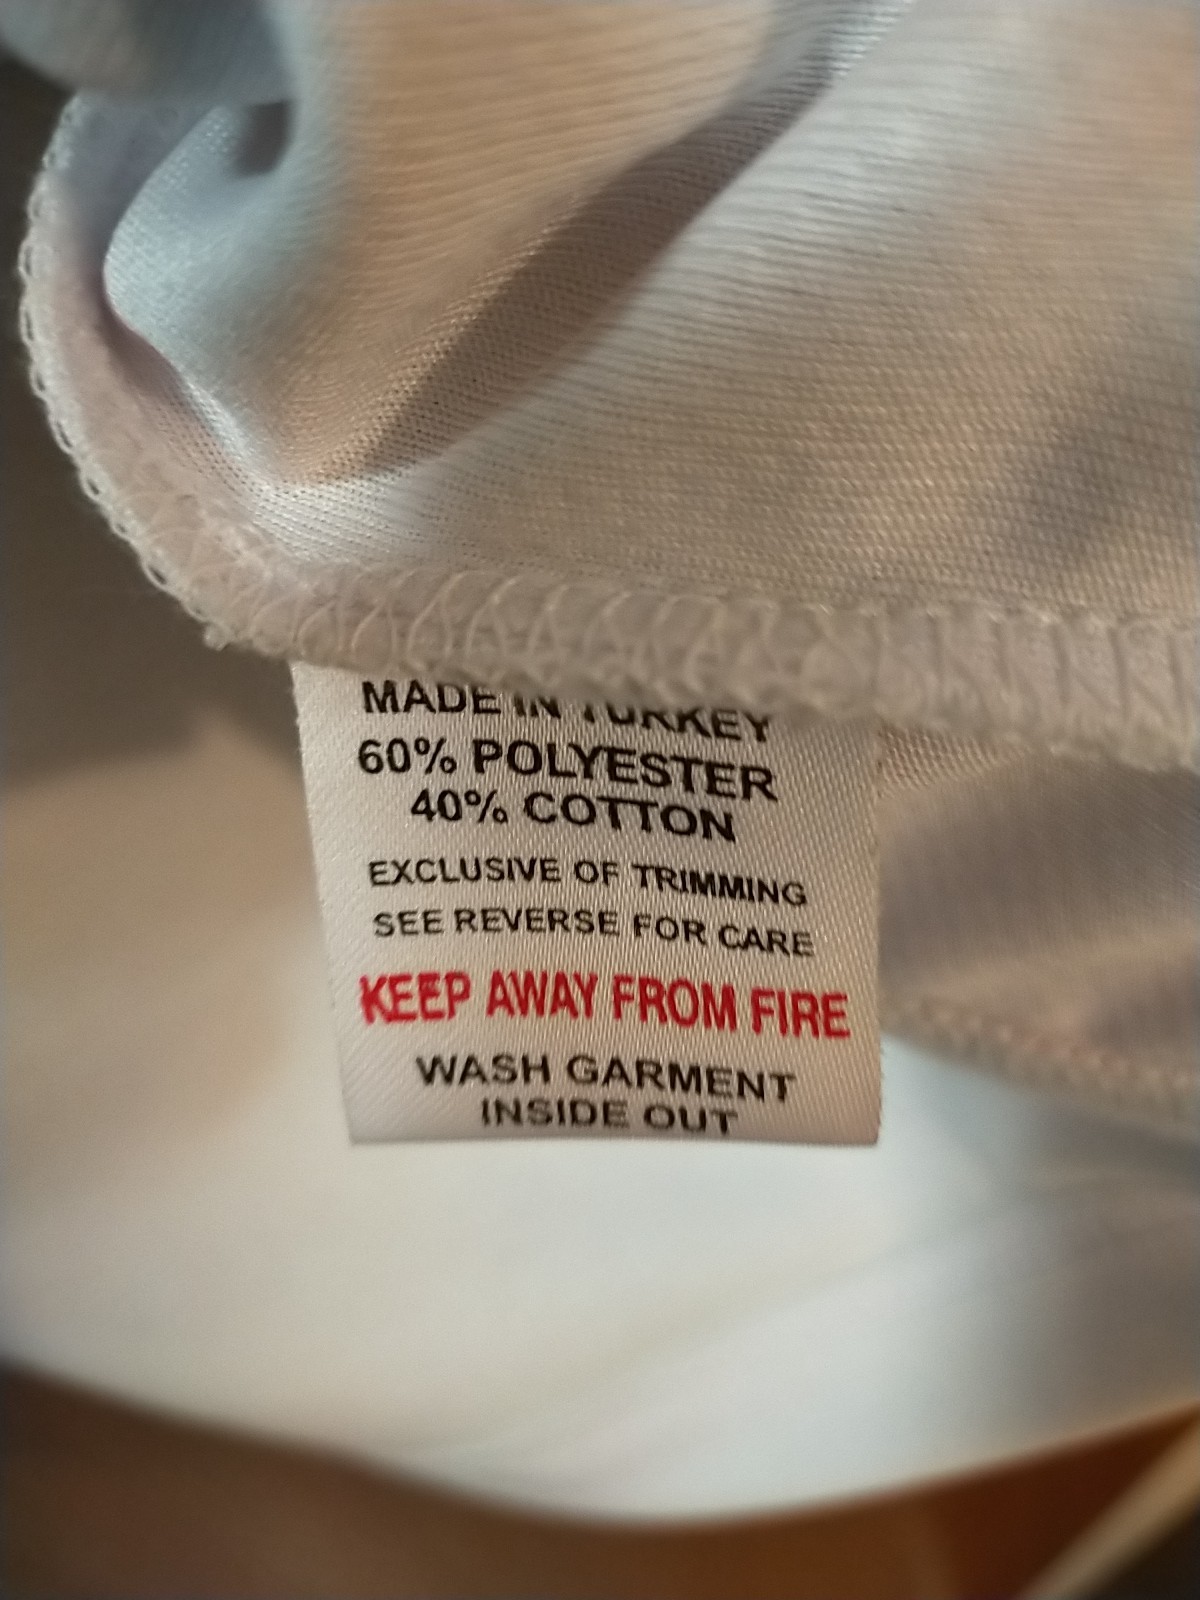 MADE IN TURKEY
60% POLYESTER
40% COTTON
EXCLUSIVE OF TRIMMING
SEE REVERSE FOR CARE
KEEP AWAY FROM FIRE
WASH GARMENT
INSIDE OUT